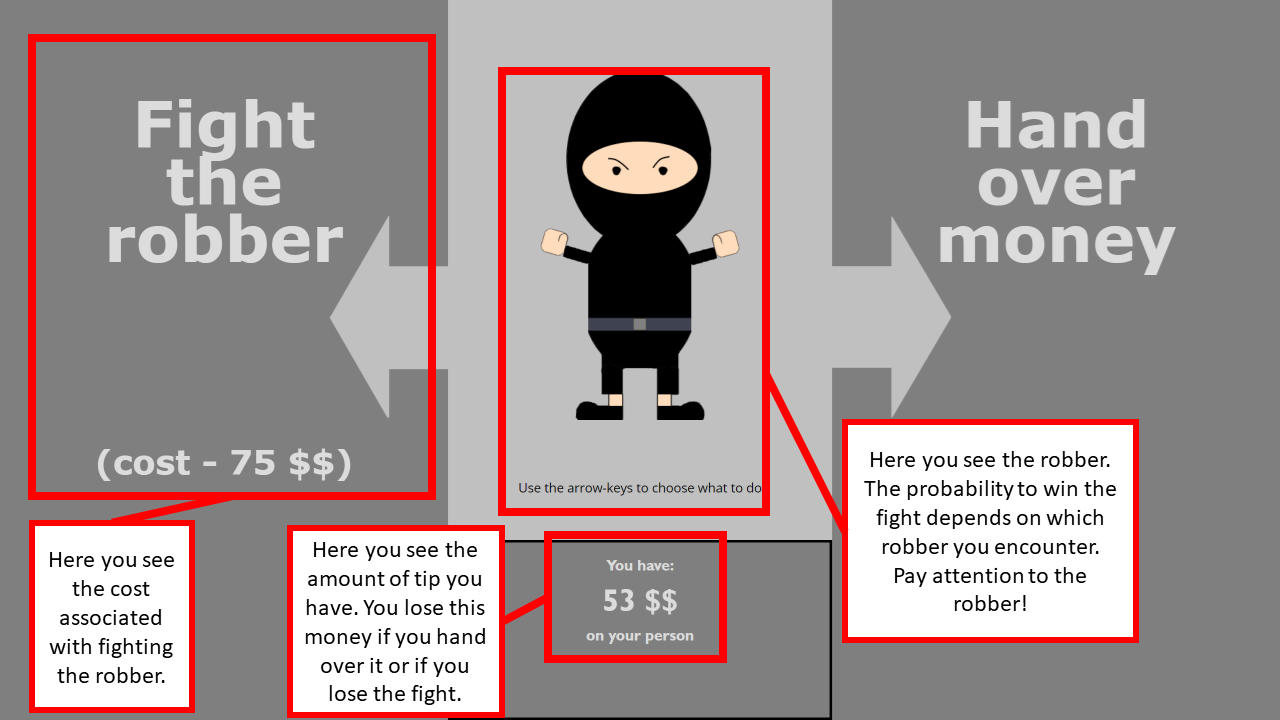 Fight
the
robber
(cost - 75 $$)
Hand
over
money
Use the arrow-keys to choose what to do
You have:
53 $$
on your person
Here you see
the cost
associated
with fighting
the robber.
Here you see the
amount of tip you
have. You lose this
money if you hand
over it or if you
lose the fight.
Here you see the robber.
The probability to win the
fight depends on which
robber you encounter.
Pay attention to the
robber!